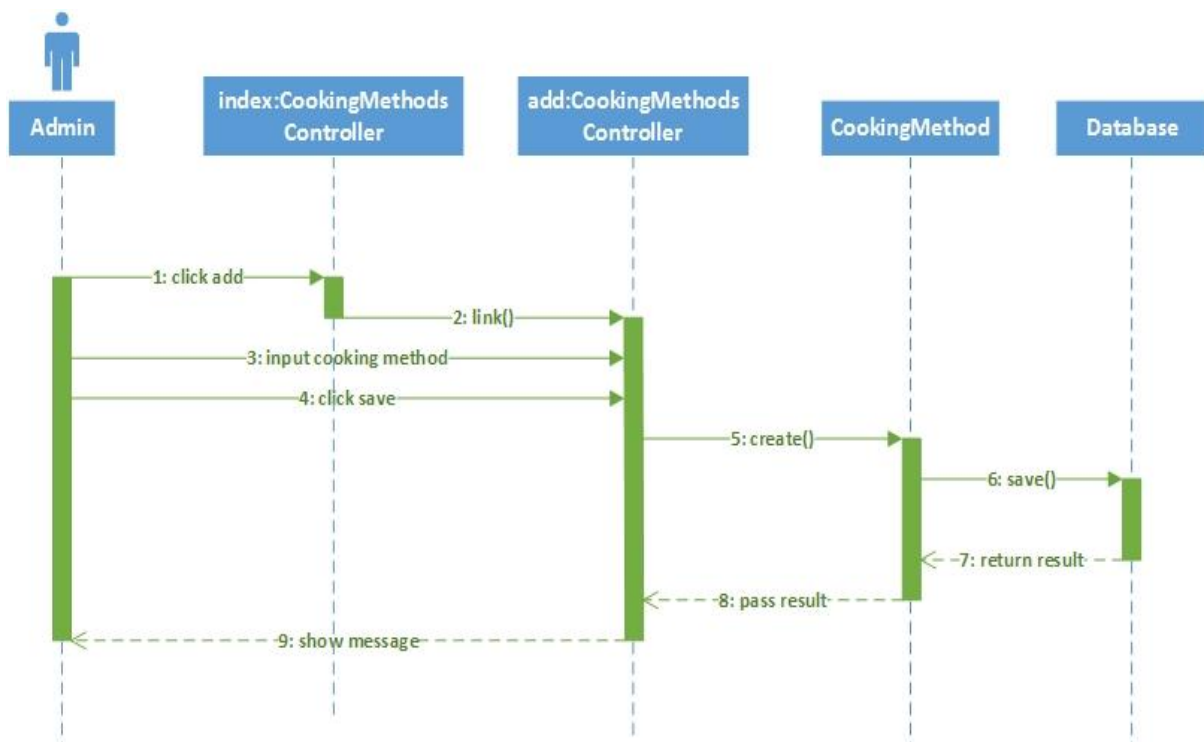 index:CookingMethods
Controller
add:CookingMethods
Controller
Admin
CookingMethod
Database
1: click add
2: link()
3: input cooking method
4: click save
5: create()
6: save()
7: return result
8: pass result
9: show message